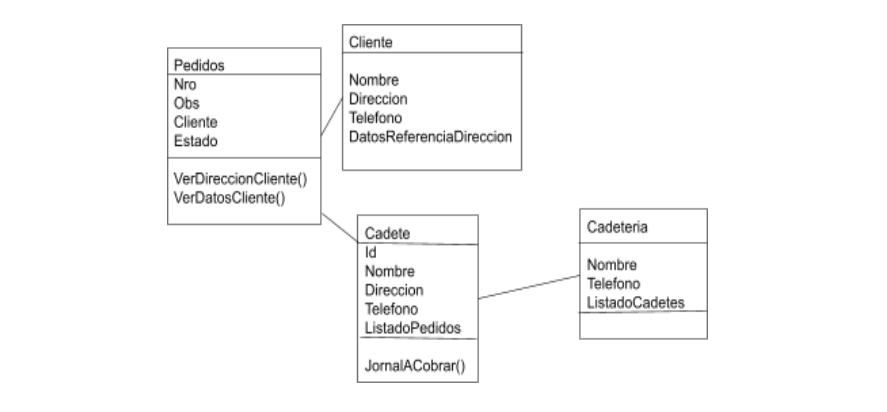 Pedidos
Nro
Obs
Cliente
Estado
VerDireccionCliente()
VerDatosCliente()
Cliente
Nombre
Direccion
Telefono
DatosReferenciaDireccion
Cadete
Id
Nombre
Direccion
Telefono
ListadoPedidos
JornalACobrar()
Cadeteria
Nombre
Telefono
ListadoCadetes